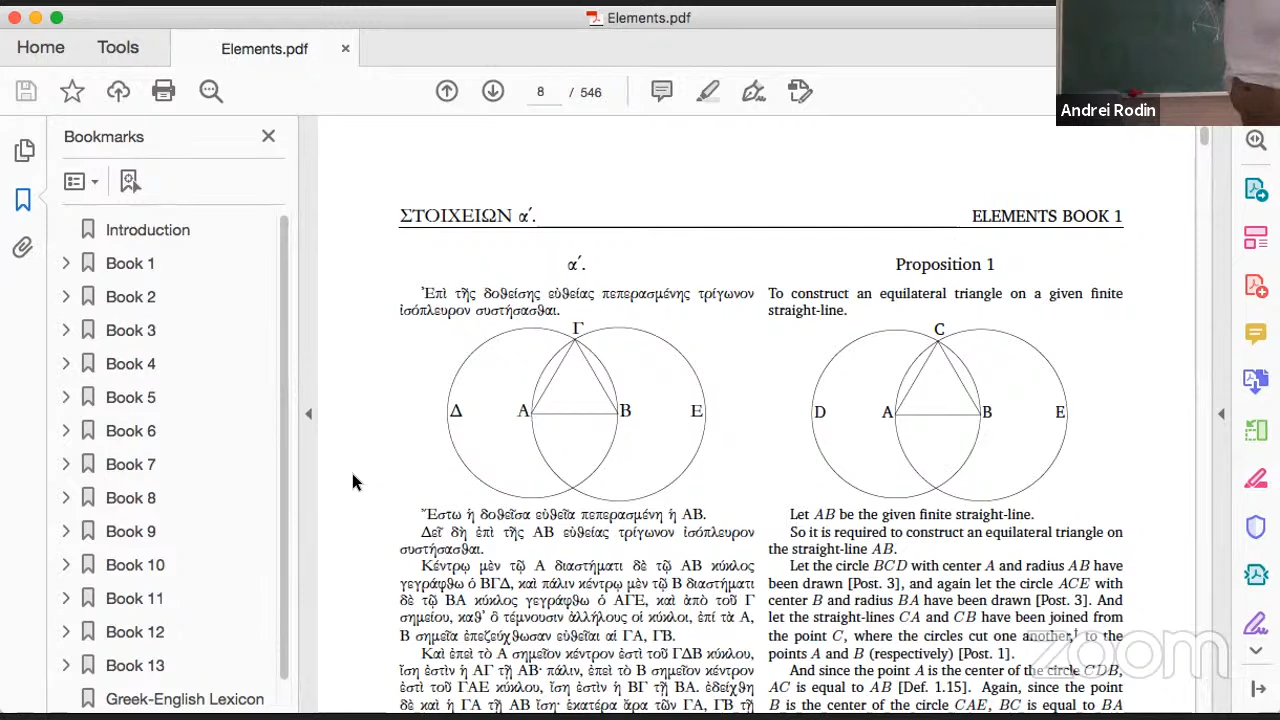 Elements.pdf
Home
Tools
Elements.pdf
8 / 546
Andrei Rodin
Bookmarks
Introduction
Book 1
Book 2
Book 3
Book 4
Book 5
Book 6
Book 7
Book 8
Book 9
Book 10
Book 11
Book 12
Book 13
Greek-English Lexicon
ΣΤΟΙΧΕΙΩΝ αʹ.
ELEMENTS BOOK 1
αʹ.
Ἐπὶ τῆς δοθείσης εὐθείας πεπερασμένης τρίγωνον
ἰσόπλευρον συστήσασθαι.
Γ
Δ
Α
Β
Ε
Ἔστω ἡ δοθεῖσα εὐθεῖα πεπερασμένη ἡ ΑΒ.
Δεῖ δὴ ἐπὶ τῆς ΑΒ εὐθείας τρίγωνον ἰσόπλευρον
συστήσασθαι.
Κέντρῳ μὲν τῷ Α διαστήματι δὲ τῷ ΑΒ κύκλος
γεγράφθω ὁ ΒΓΔ, καὶ πάλιν κέντρῳ μὲν τῷ Β διαστήματι
δὲ τῷ ΒΑ κύκλος γεγράφθω ὁ ΑΓΕ, καὶ ἀπὸ τοῦ Γ
σημείου, καθ' ὃ τέμνουσιν ἀλλήλους οἱ κύκλοι, ἐπί τὰ Α,
Β σημεῖα ἐπεζεύχθωσαν εὐθεῖαι αἱ ΓΑ, ΓΒ.
Καὶ ἐπεὶ τὸ Α σημεῖον κέντρον ἐστὶ τοῦ ΓΔΒ κύκλου,
ἴση ἐστὶν ἡ ΑΓ τῇ ΑΒ· πάλιν, ἐπεὶ τὸ Β σημεῖον κέντρον
ἐστὶ τοῦ ΓΑΕ κύκλου, ἴση ἐστὶν ἡ ΒΓ τῇ ΒΑ. ἐδείχθη
δὲ καὶ ἡ ΓΑ τῇ ΑΒ ἴση· ἑκατέρα ἄρα τῶν ΓΑ, ΓΒ τῇ
Proposition 1
To construct an equilateral triangle on a given finite
straight-line.
C
D
A
B
E
Let AB be the given finite straight-line.
So it is required to construct an equilateral triangle on
the straight-line AB.
Let the circle BCD with center A and radius AB have
been drawn [Post. 3], and again let the circle ACE with
center B and radius BA have been drawn [Post. 3]. And
let the straight-lines CA and CB have been joined from
the point C, where the circles cut one another,† to the
points A and B (respectively) [Post. 1].
And since the point A is the center of the circle CDB,
AC is equal to AB [Def. 1.15]. Again, since the point
B is the center of the circle CAE, BC is equal to BA
zoom